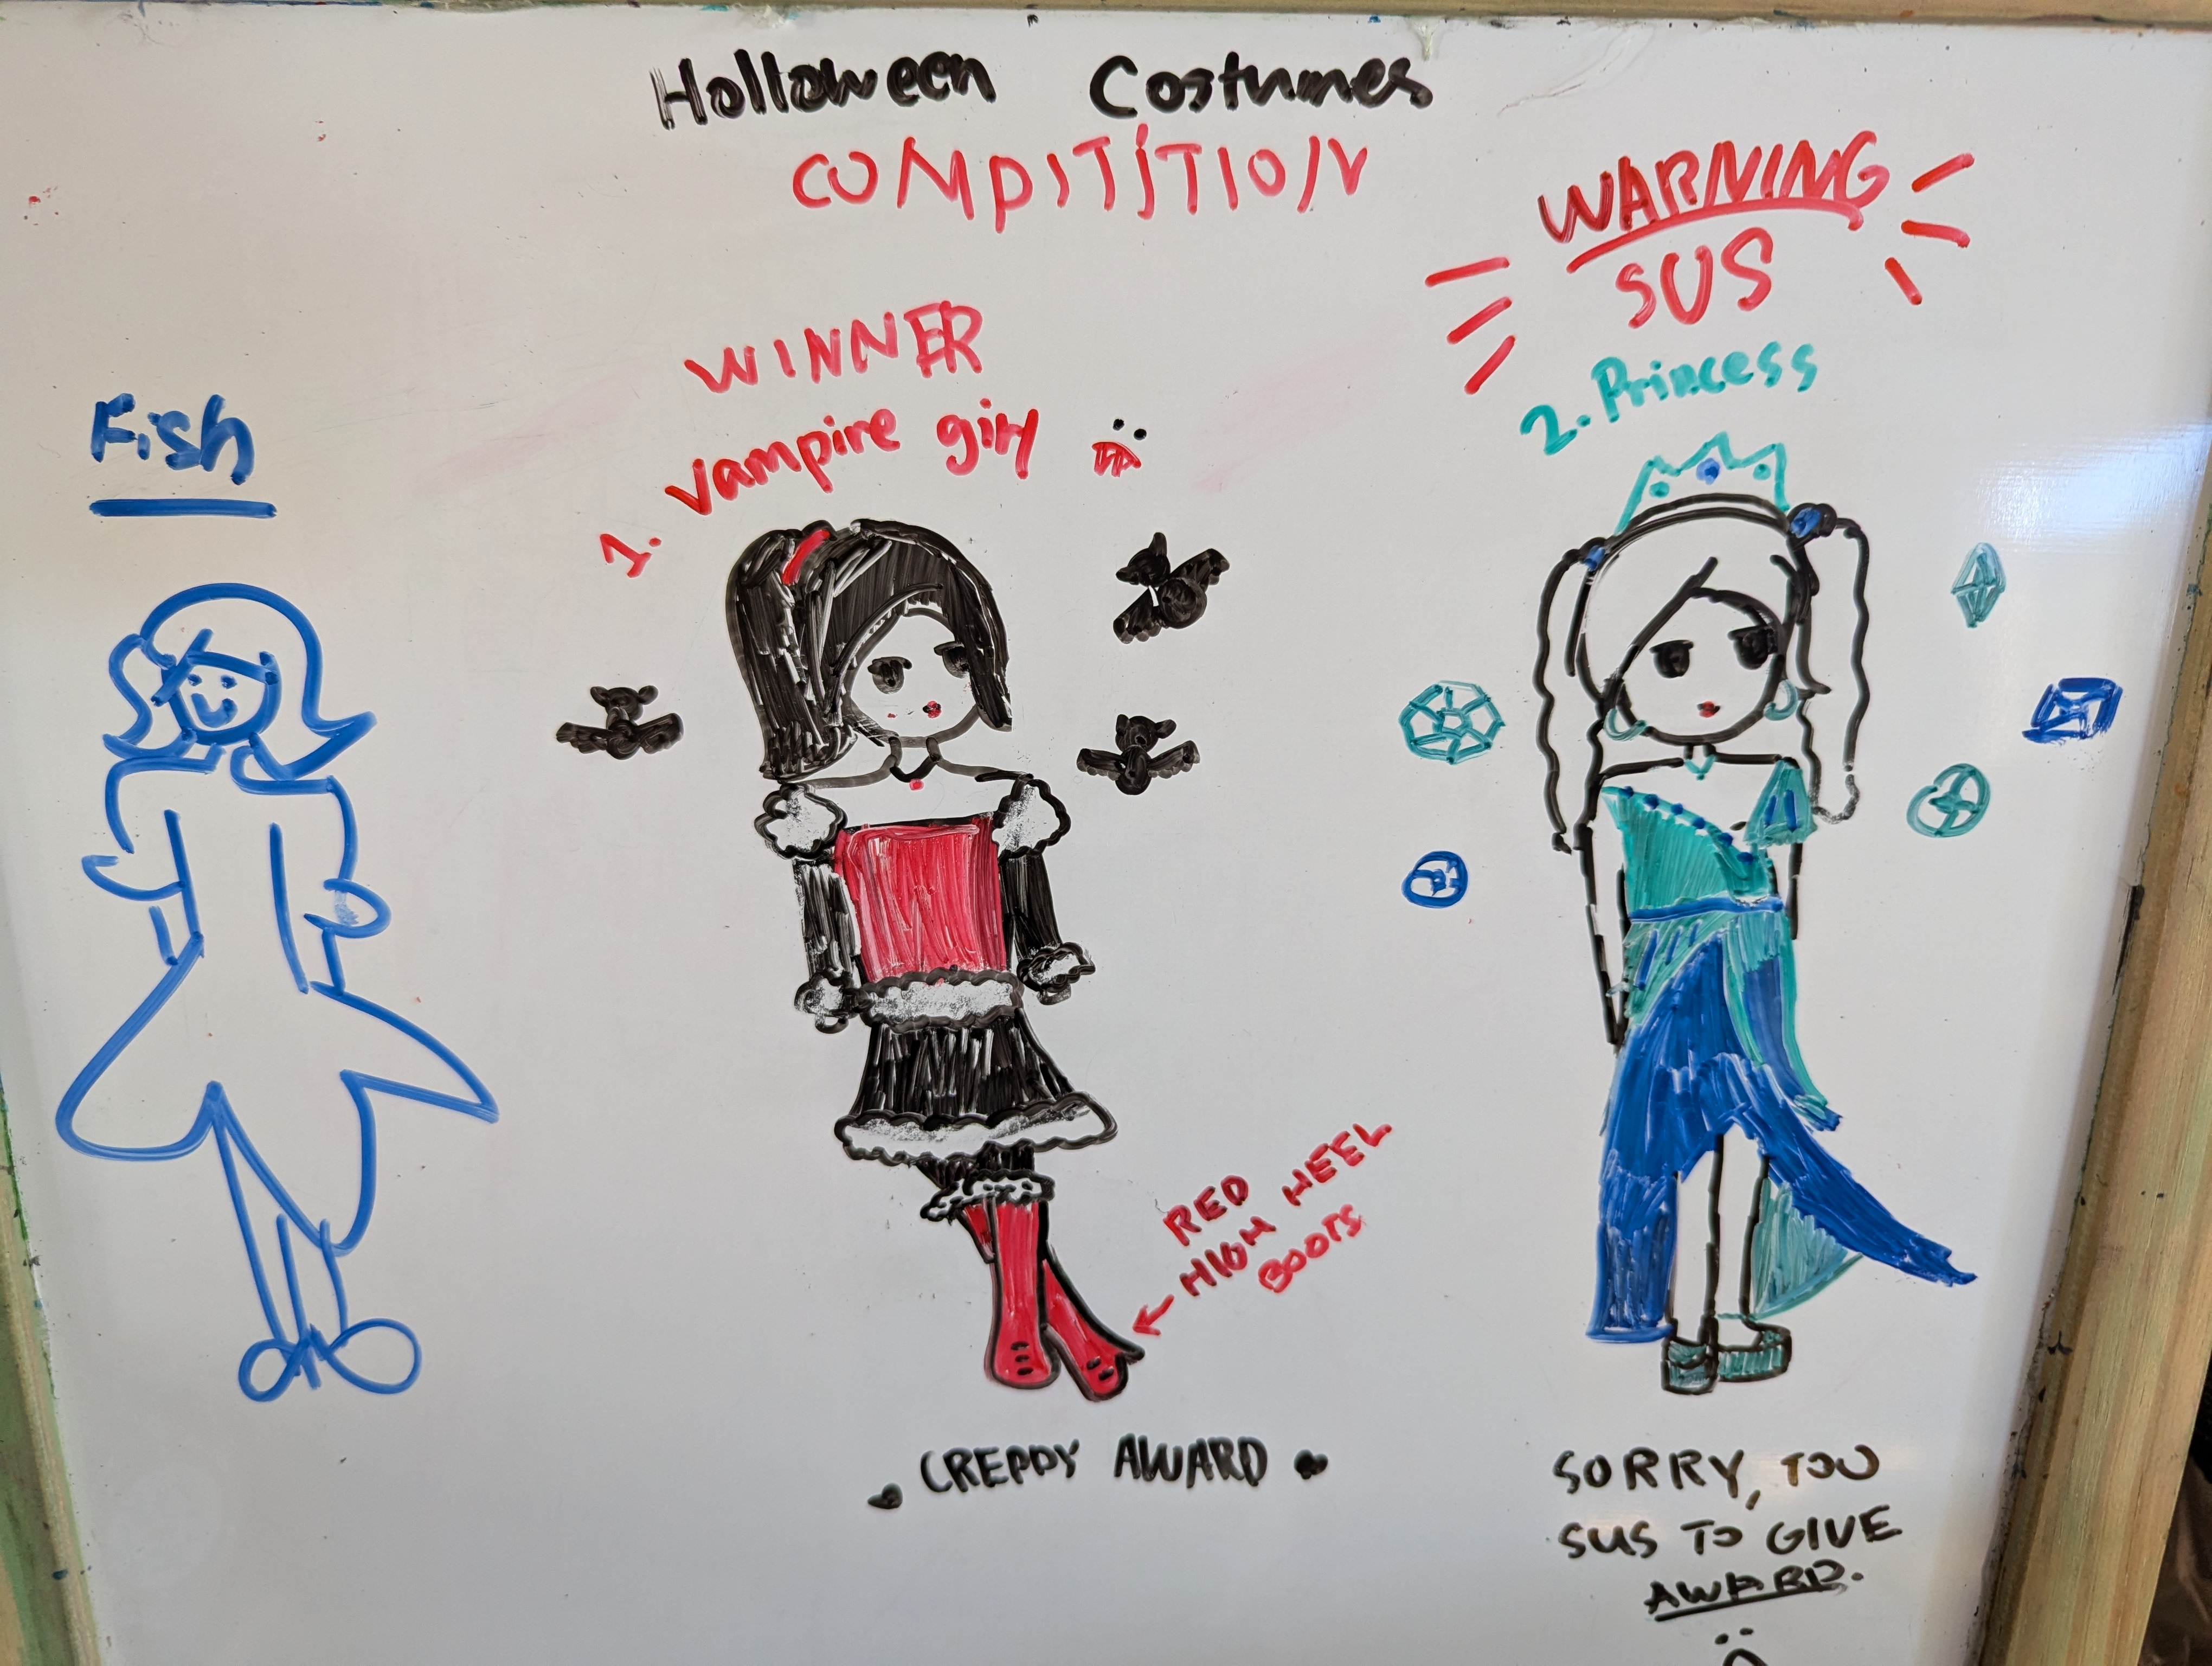 Holloween Costumes
COMPITITION
WARNING
SUS
WINNER
1. Vampire girl
2. Princess
Fish
RED
HIGH HEEL
BOOTS
CREPPY AWARD
SORRY, TOO
SUS TO GIVE
AWARD.